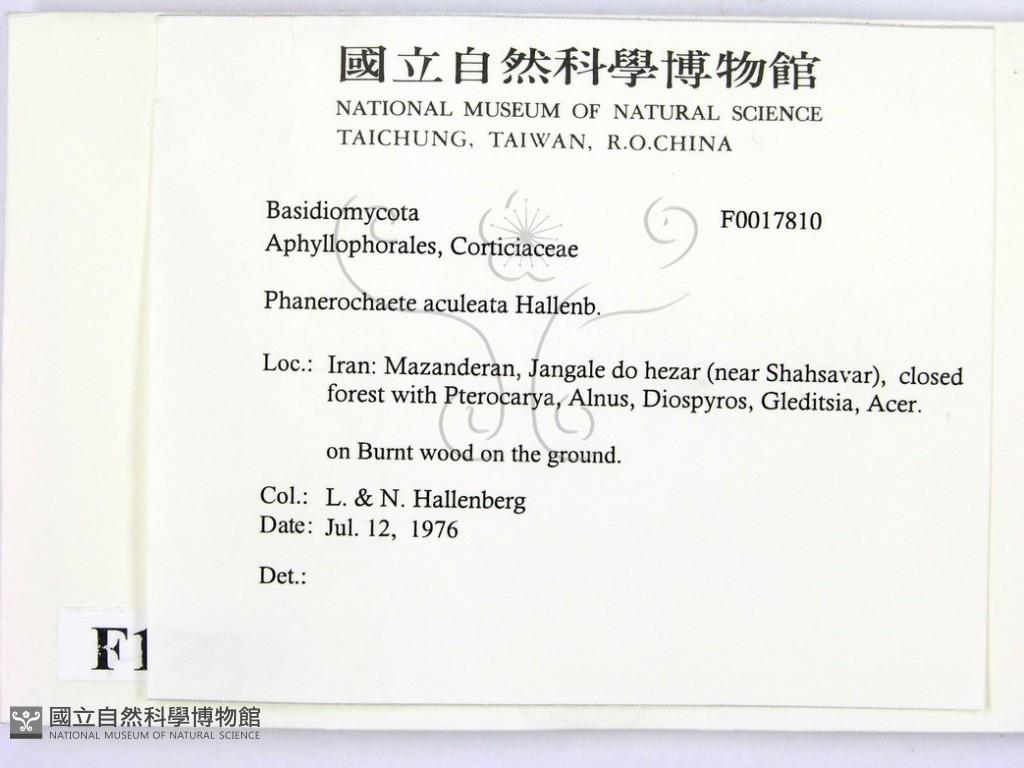 國立自然科學博物館
NATIONAL MUSEUM OF NATURAL SCIENCE
TAICHUNG, TAIWAN, R.O.CHINA
Basidiomycota F0017810
Aphyllophorales, Corticiaceae
Phanerochaete aculeata Hallenb.
Loc.: Iran: Mazanderan, Jangale do hezar (near Shahsavar), closed
forest with Pterocarya, Alnus, Diospyros, Gleditsia, Acer.
on Burnt wood on the ground.
Col.: L. & N. Hallenberg
Date: Jul. 12, 1976
Det.:
F1
國立自然科學博物館
NATIONAL MUSEUM OF NATURAL SCIENCE